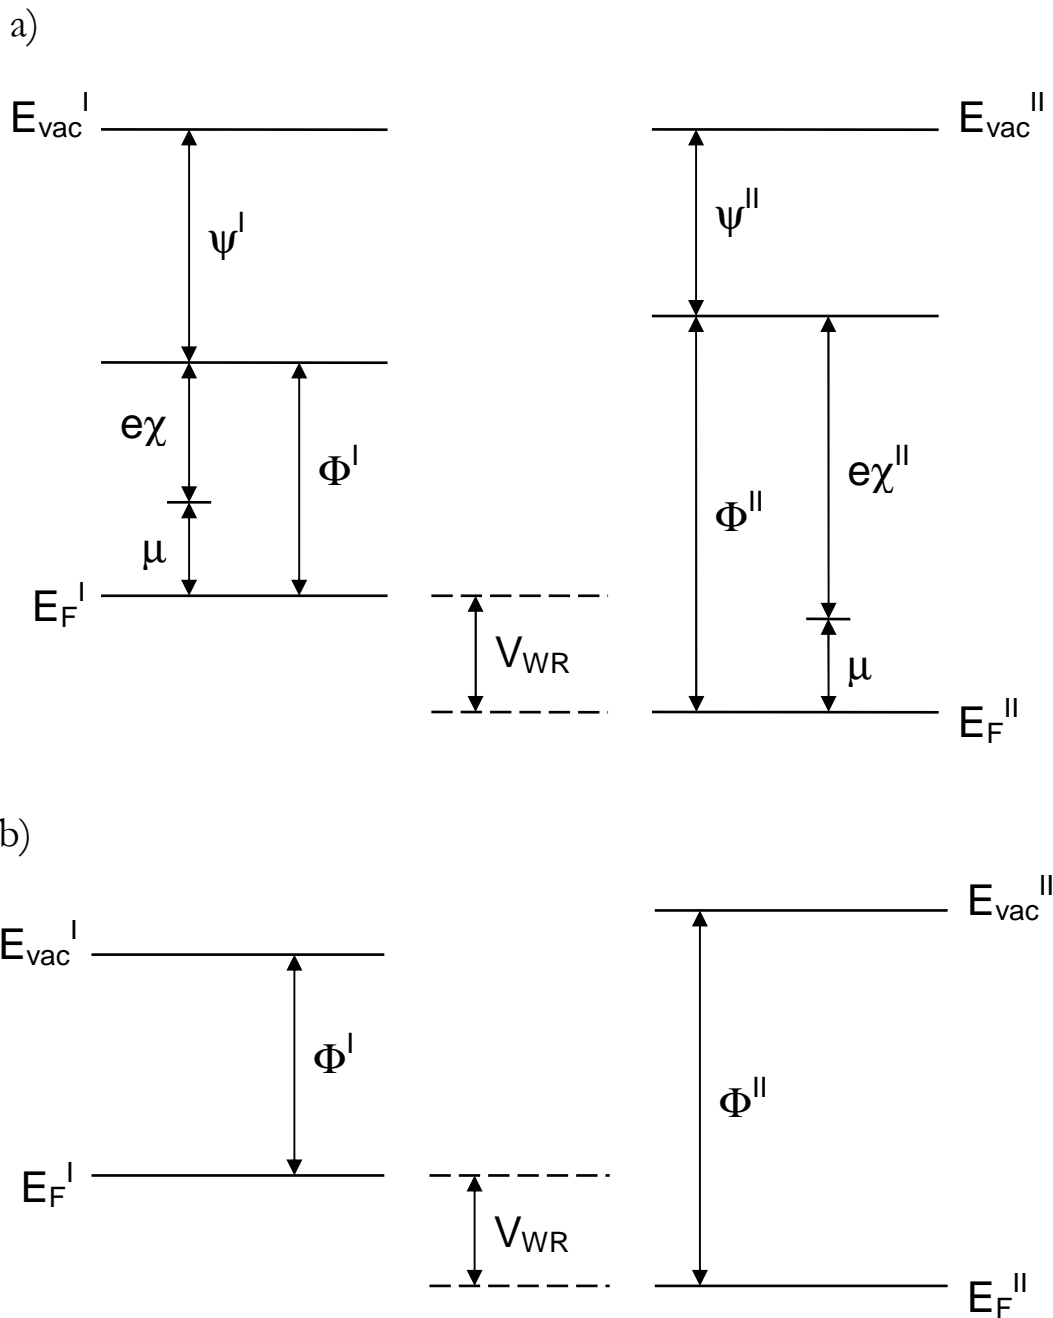 a)
E_vac^I
E_vac^II
ψ^I
ψ^II
eχ
Φ^I
eχ^II
Φ^II
μ
E_F^I
V_WR
μ
E_F^II
b)
E_vac^II
E_vac^I
Φ^I
Φ^II
E_F^I
V_WR
E_F^II